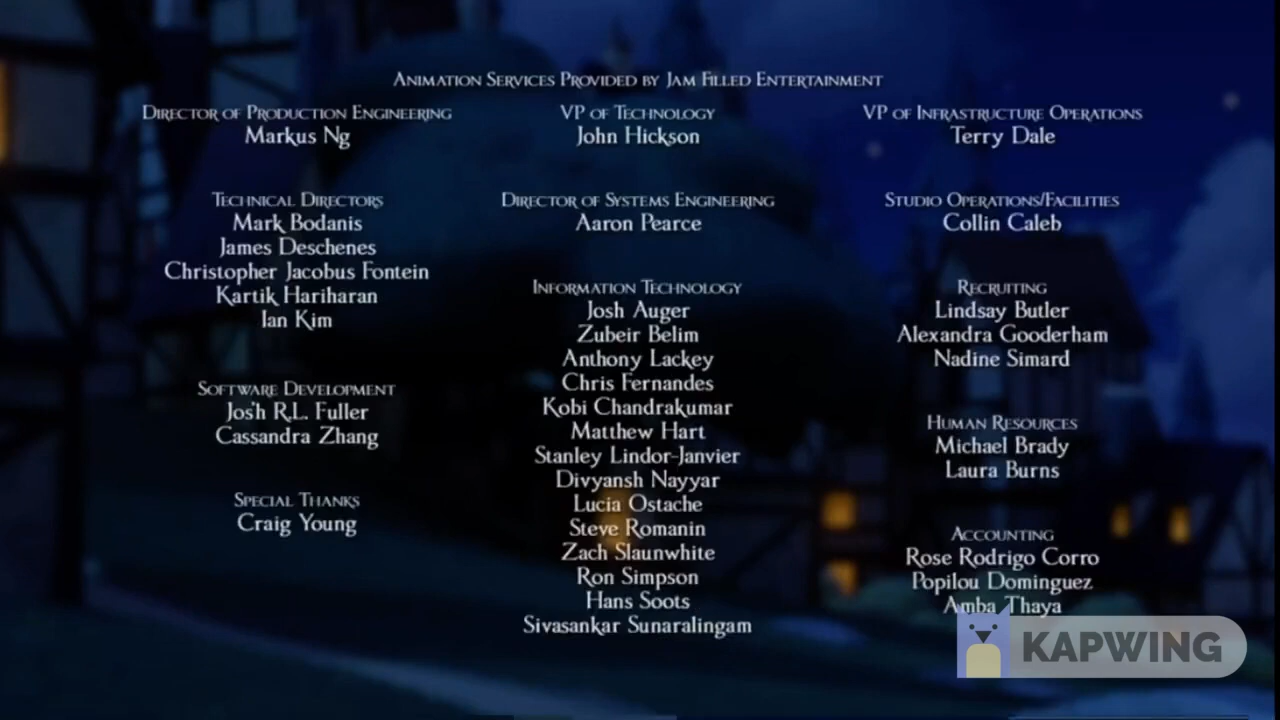 Animation Services Provided by Jam Filled Entertainment
Director of Production Engineering
Markus Ng
Technical Directors
Mark Bodanis
James Deschenes
Christopher Jacobus Fontein
Kartik Hariharan
Ian Kim
Software Development
Josh R.L. Fuller
Cassandra Zhang
Special Thanks
Craig Young
VP of Technology
John Hickson
Director of Systems Engineering
Aaron Pearce
Information Technology
Josh Auger
Zubeir Belim
Anthony Lackey
Chris Fernandes
Kobi Chandrakumar
Matthew Hart
Stanley Lindor-Janvier
Divyansh Nayyar
Lucia Ostache
Steve Romanin
Zach Slaunwhite
Ron Simpson
Hans Soots
Sivasankar Sunaralingam
VP of Infrastructure Operations
Terry Dale
Studio Operations/Facilities
Collin Caleb
Recruiting
Lindsay Butler
Alexandra Gooderham
Nadine Simard
Human Resources
Michael Brady
Laura Burns
Accounting
Rose Rodrigo Corro
Popilou Dominguez
Amba Thaya
KAPWING